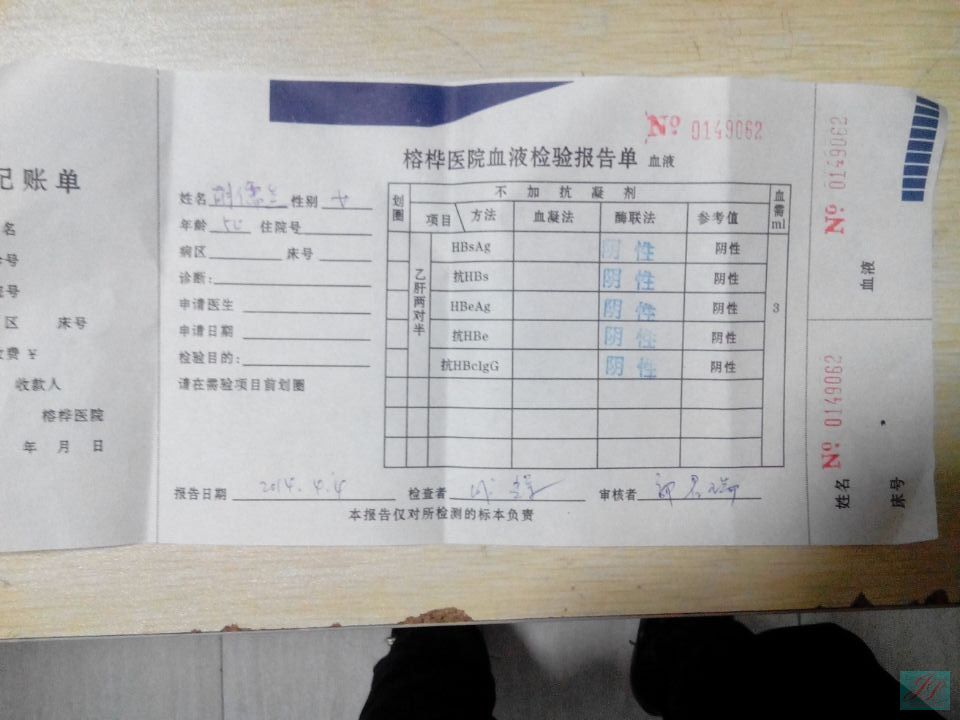 记账单
名
号
号
区 床号
费 ¥
收款人
榕桦医院
年 月 日
Nº 0149062
榕桦医院血液检验报告单 血液
姓名 性别 女
年龄 住院号
病区 床号
诊断:
申请医生
申请日期
检验目的:
请在需验项目前划圈
划圈 不加抗凝剂 血需ml
项目 方法 血凝法 酶联法 参考值
乙肝两对半 3
HBsAg 阴性 阴性
抗HBs 阴性 阴性
HBeAg 阴性 阴性
抗HBe 阴性 阴性
抗HBcIgG 阴性 阴性
报告日期 2014.4.4 检查者 审核者
本报告仅对所检测的标本负责
Nº 0149062
血液
Nº 0149062
姓名
床号